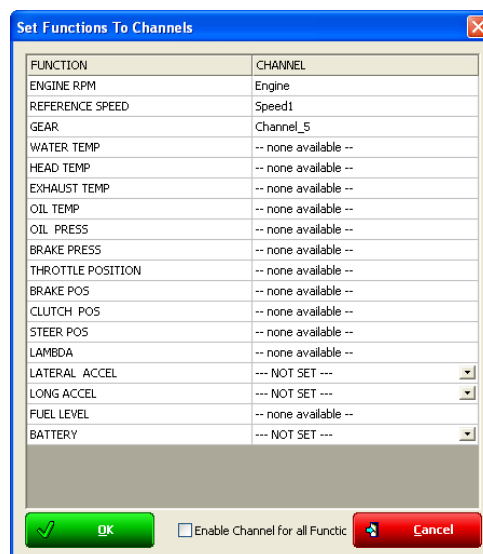 Set Functions To Channels
FUNCTION CHANNEL
ENGINE RPM Engine
REFERENCE SPEED Speed1
GEAR Channel_5
WATER TEMP -- none available --
HEAD TEMP -- none available --
EXHAUST TEMP -- none available --
OIL TEMP -- none available --
OIL PRESS -- none available --
BRAKE PRESS -- none available --
THROTTLE POSITION -- none available --
BRAKE POS -- none available --
CLUTCH POS -- none available --
STEER POS -- none available --
LAMBDA -- none available --
LATERAL ACCEL --- NOT SET ---
LONG ACCEL --- NOT SET ---
FUEL LEVEL -- none available --
BATTERY --- NOT SET ---
OK Enable Channel for all Functic Cancel